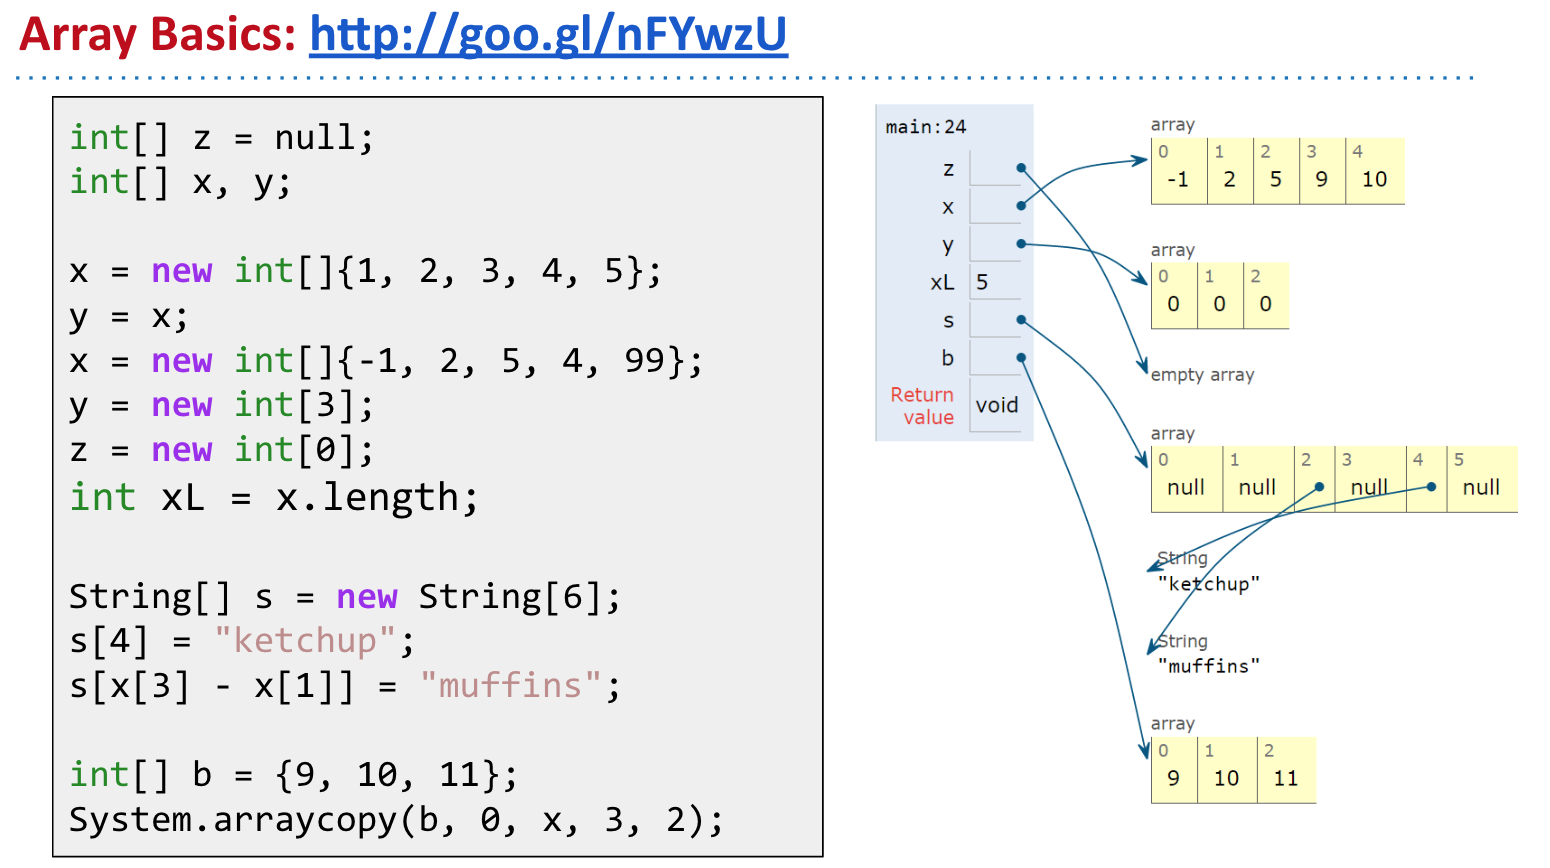 Array Basics: http://goo.gl/nFYwzU
int[] z = null;
int[] x, y;
x = new int[]{1, 2, 3, 4, 5};
y = x;
x = new int[]{-1, 2, 5, 4, 99};
y = new int[3];
z = new int[0];
int xL = x.length;
String[] s = new String[6];
s[4] = "ketchup";
s[x[3] - x[1]] = "muffins";
int[] b = {9, 10, 11};
System.arraycopy(b, 0, x, 3, 2);
main:24
z
x
y
xL 5
s
b
Return
value void
array
0 1 2 3 4
-1 2 5 9 10
array
0 1 2
0 0 0
empty array
array
0 1 2 3 4 5
null null null null
String
"ketchup"
String
"muffins"
array
0 1 2
9 10 11